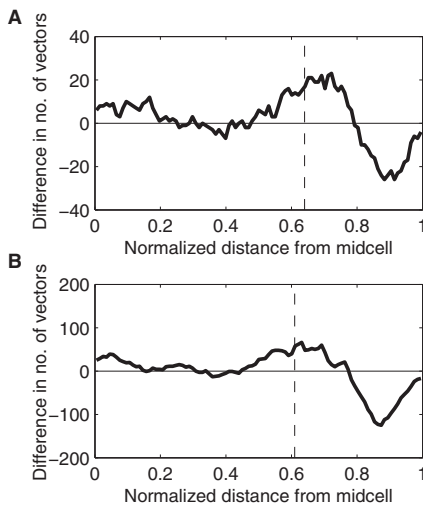 A
Difference in no. of vectors
40
20
0
−20
−40
0 0.2 0.4 0.6 0.8 1
Normalized distance from midcell
B
Difference in no. of vectors
200
100
0
−100
−200
0 0.2 0.4 0.6 0.8 1
Normalized distance from midcell